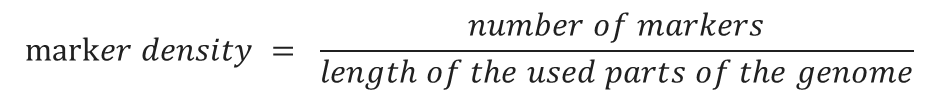 number of markers
marker density =
length of the used parts of the genome